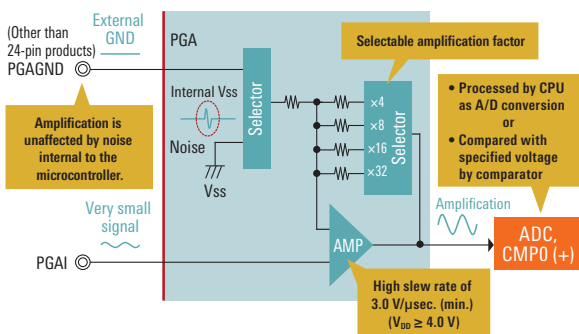 (Other than
24-pin products)
PGAGND
External
GND
PGA
Selectable amplification factor
Amplification is
unaffected by noise
internal to the
microcontroller.
Internal Vss
Noise
Vss
Selector
×4
×8
×16
×32
Selector
• Processed by CPU
as A/D conversion
or
• Compared with
specified voltage
by comparator
Very small
signal
PGAI
AMP
Amplification
ADC,
CMP0 (+)
High slew rate of
3.0 V/μsec. (min.)
(VDD ≥ 4.0 V)